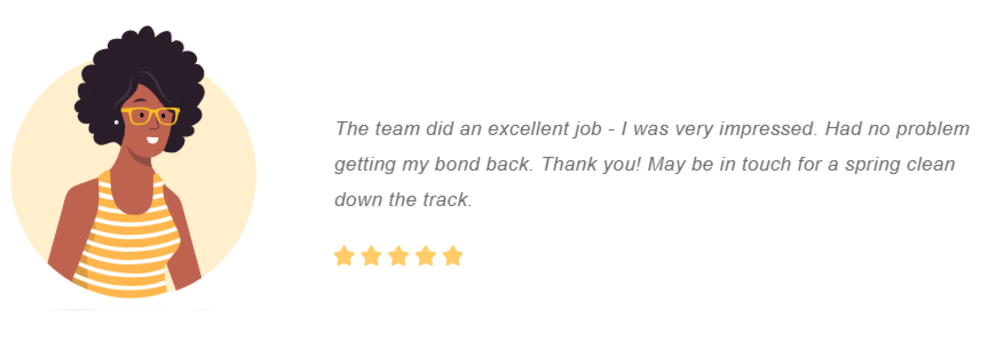 The team did an excellent job - I was very impressed. Had no problem
getting my bond back. Thank you! May be in touch for a spring clean
down the track.